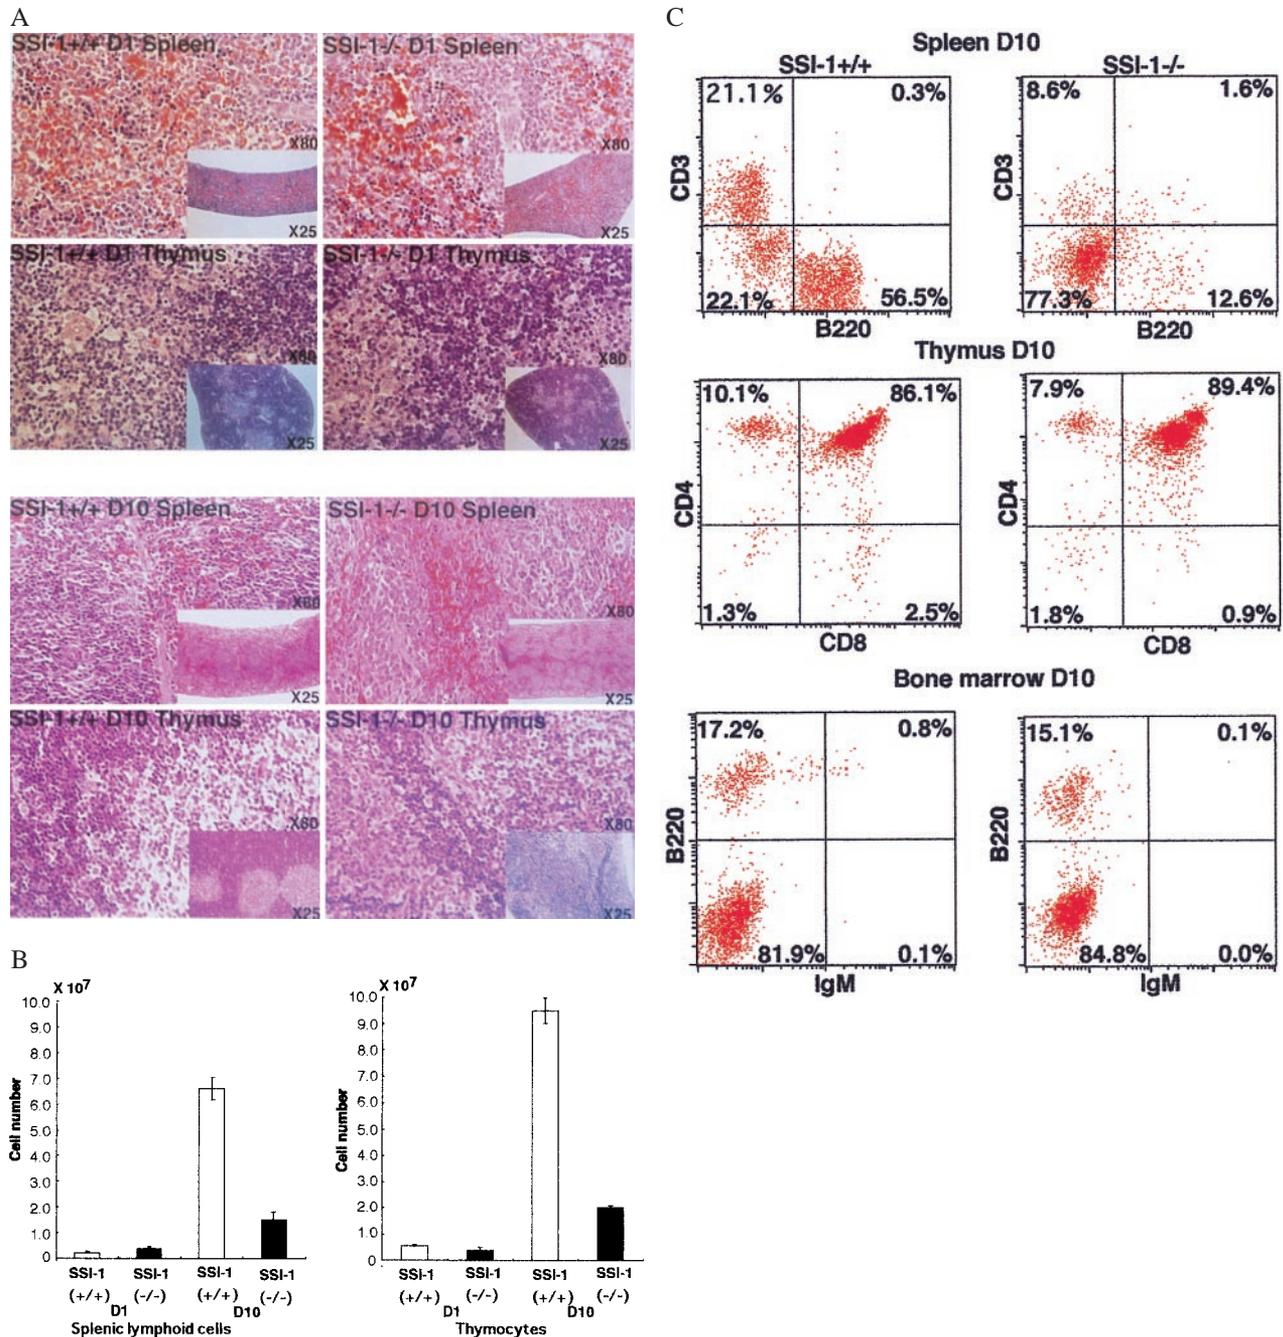 A
SSI-1+/+ D1 Spleen
X80
X25
SSI-1-/- D1 Spleen
X80
X25
SSI-1+/+ D1 Thymus
X80
X25
SSI-1-/- D1 Thymus
X80
X25
SSI-1+/+ D10 Spleen
X80
X25
SSI-1-/- D10 Spleen
X80
X25
SSI-1+/+ D10 Thymus
X80
X25
SSI-1-/- D10 Thymus
X80
X25
B
X 10⁷
10.0
9.0
8.0
7.0
6.0
5.0
4.0
3.0
2.0
1.0
0
Cell number
SSI-1 SSI-1 SSI-1 SSI-1
(+/+) (-/-) (+/+) (-/-)
D1 D10
Splenic lymphoid cells
X 10⁷
10.0
9.0
8.0
7.0
6.0
5.0
4.0
3.0
2.0
1.0
0
Cell number
SSI-1 SSI-1 SSI-1 SSI-1
(+/+) (-/-) (+/+) (-/-)
D1 D10
Thymocytes
C
Spleen D10
SSI-1+/+ SSI-1-/-
21.1% 0.3%
CD3
22.1% 56.5%
B220
8.6% 1.6%
CD3
77.3% 12.6%
B220
Thymus D10
10.1% 86.1%
CD4
1.3% 2.5%
CD8
7.9% 89.4%
CD4
1.8% 0.9%
CD8
Bone marrow D10
17.2% 0.8%
B220
81.9% 0.1%
IgM
15.1% 0.1%
B220
84.8% 0.0%
IgM